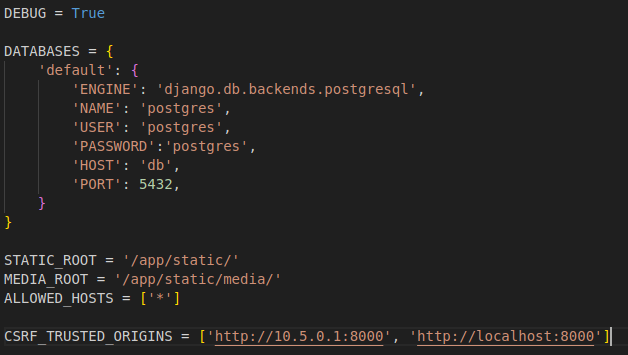 DEBUG = True
DATABASES = {
'default': {
'ENGINE': 'django.db.backends.postgresql',
'NAME': 'postgres',
'USER': 'postgres',
'PASSWORD':'postgres',
'HOST': 'db',
'PORT': 5432,
}
}
STATIC_ROOT = '/app/static/'
MEDIA_ROOT = '/app/static/media/'
ALLOWED_HOSTS = ['*']
CSRF_TRUSTED_ORIGINS = ['http://10.5.0.1:8000', 'http://localhost:8000']